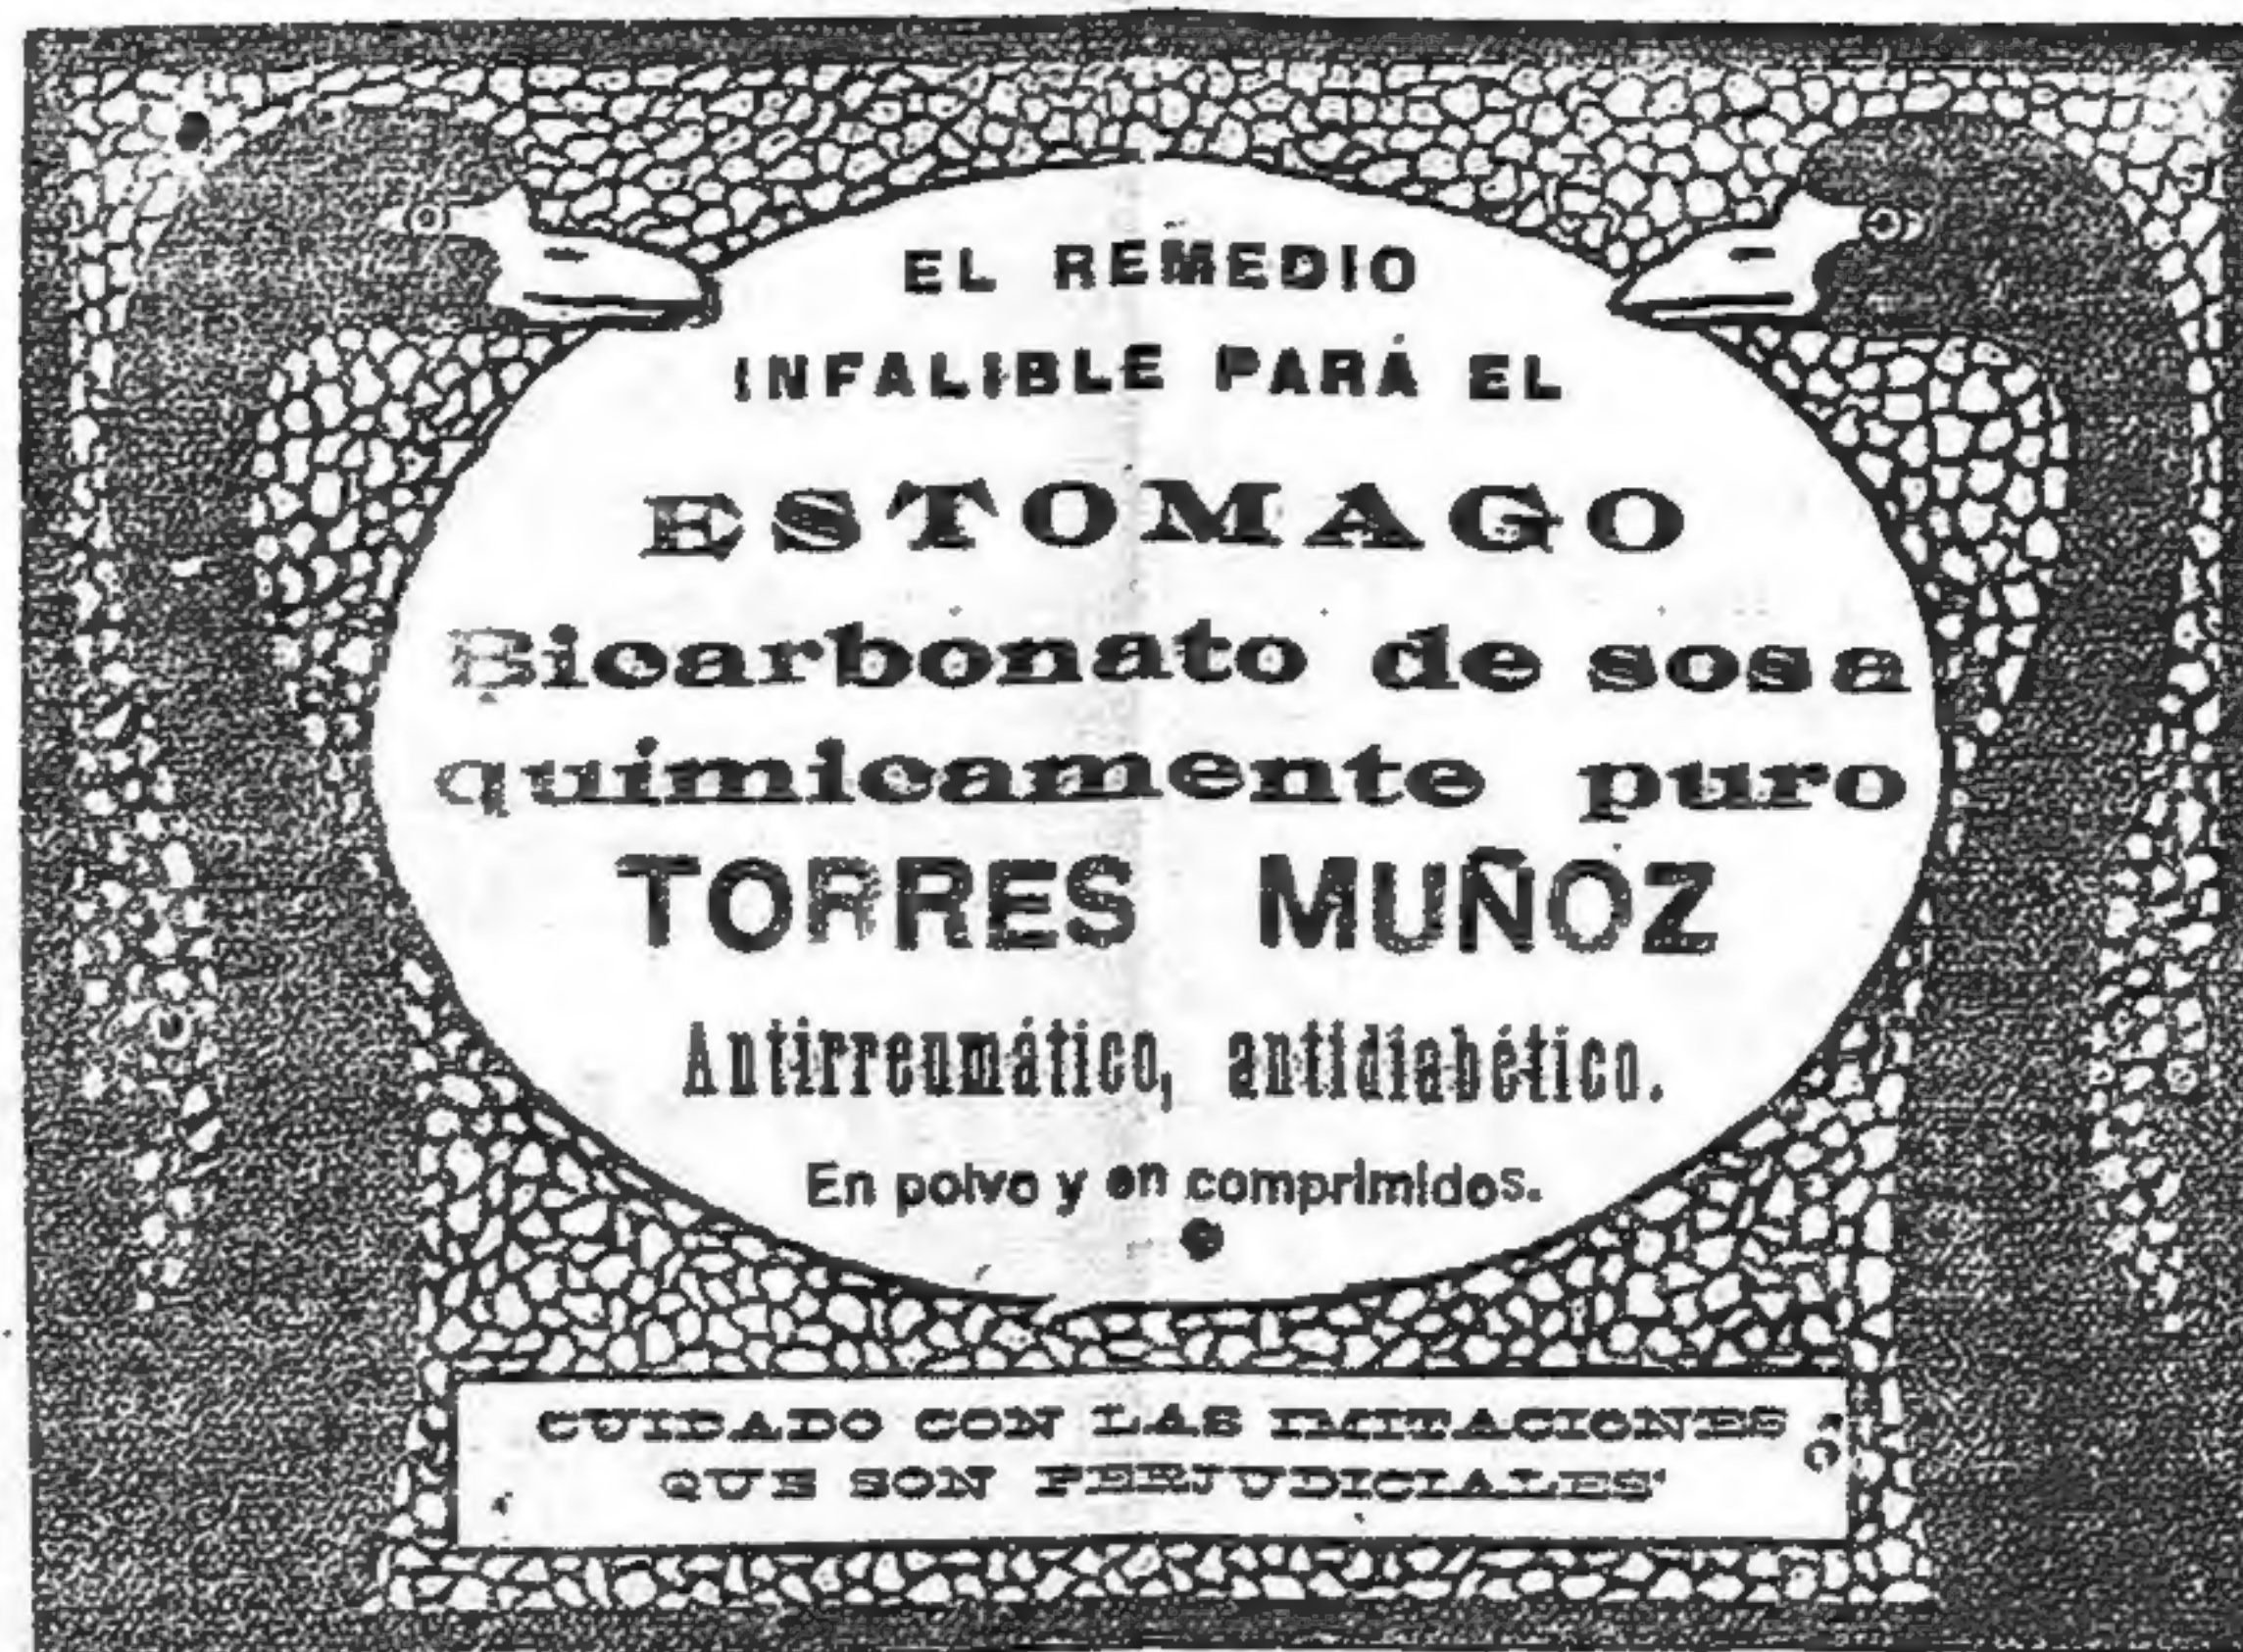 EL REMEDIO
INFALIBLE PARA EL
ESTOMAGO
Bicarbonato de sosa
químicamente puro
TORRES MUÑOZ
Antirreumático, antidiabético.
En polvo y en comprimidos.
CUIDADO CON LAS IMITACIONES
QUE SON PERJUDICIALES